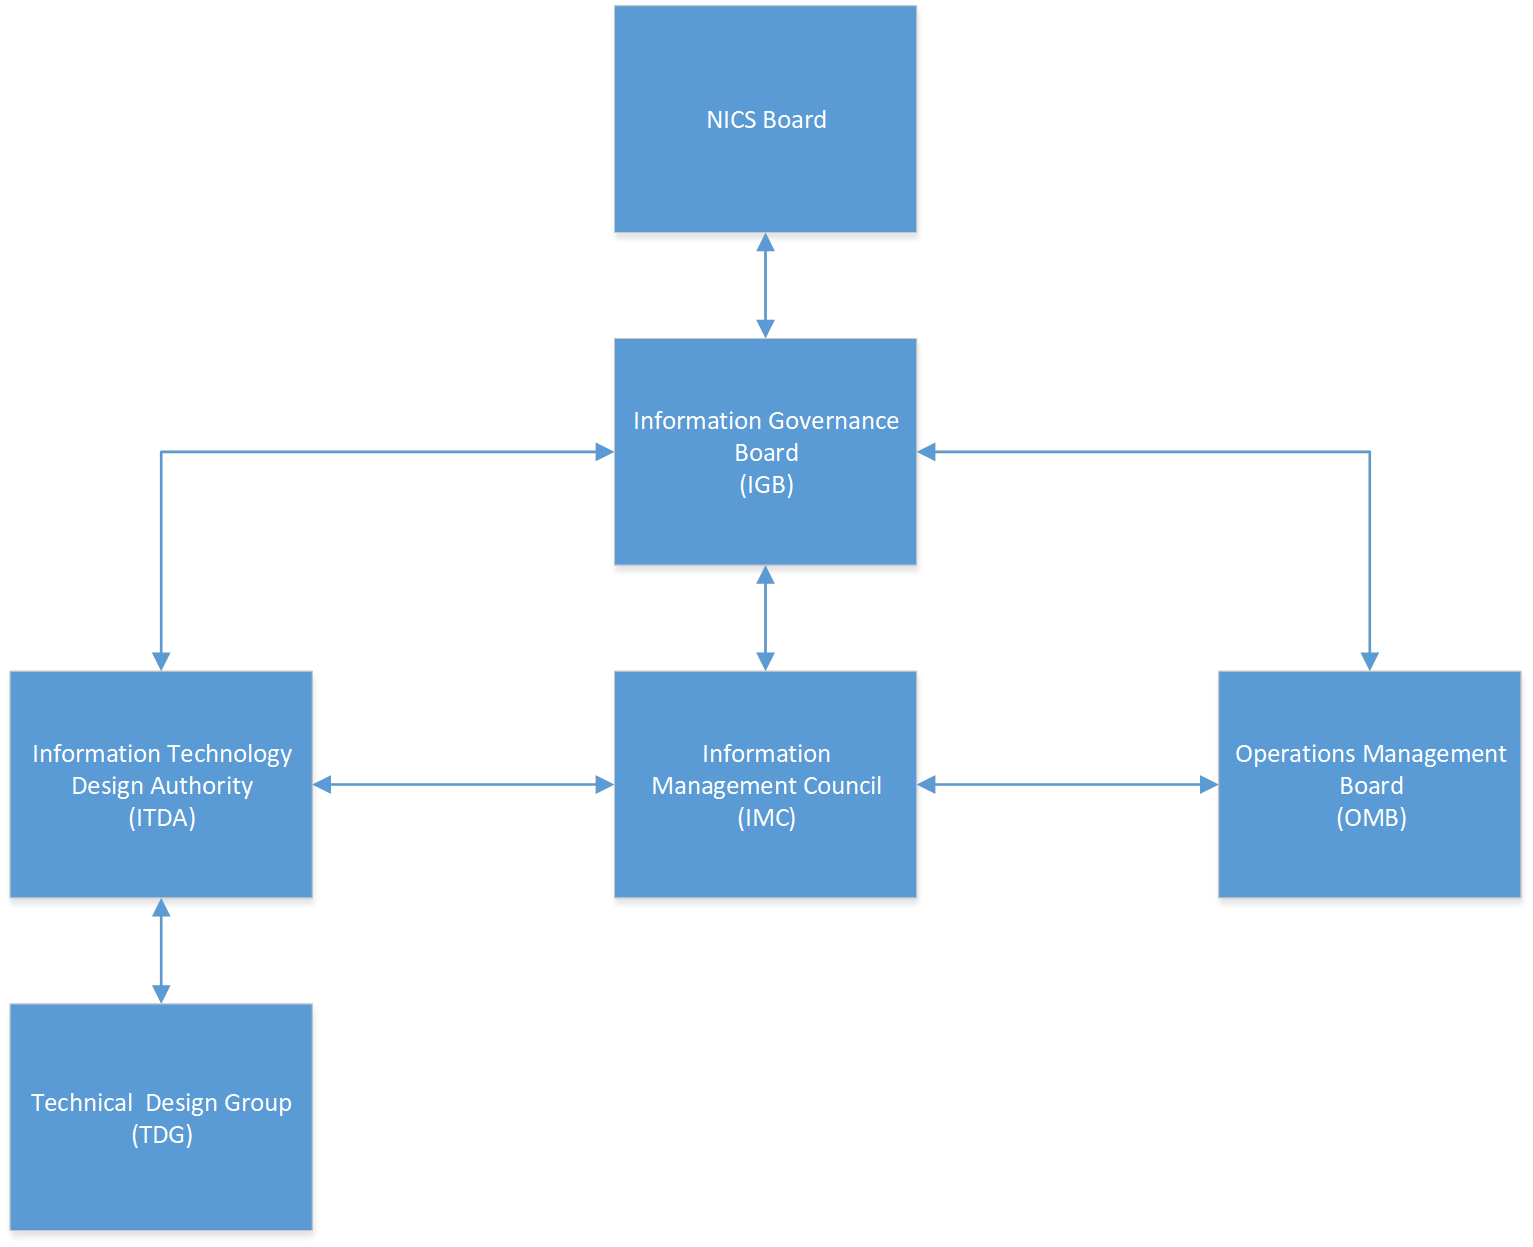 NICS Board
Information Governance
Board
(IGB)
Information Technology
Design Authority
(ITDA)
Information
Management Council
(IMC)
Operations Management
Board
(OMB)
Technical  Design Group
(TDG)